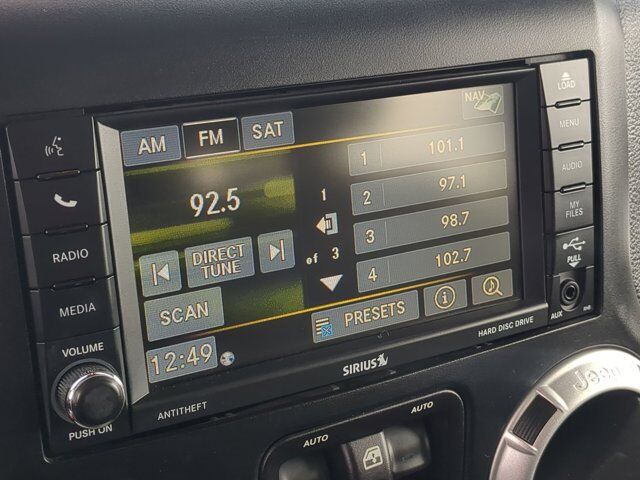 AM FM SAT NAV
92.5
1 of 3
1 101.1
2 97.1
3 98.7
4 102.7
DIRECT
TUNE
SCAN
PRESETS
12:49
RADIO
MEDIA
VOLUME
PUSH ON
ANTITHEFT
SIRIUS
HARD DISC DRIVE
LOAD
MENU
AUDIO
MY
FILES
PULL
AUX
AUTO
AUTO
Jeep